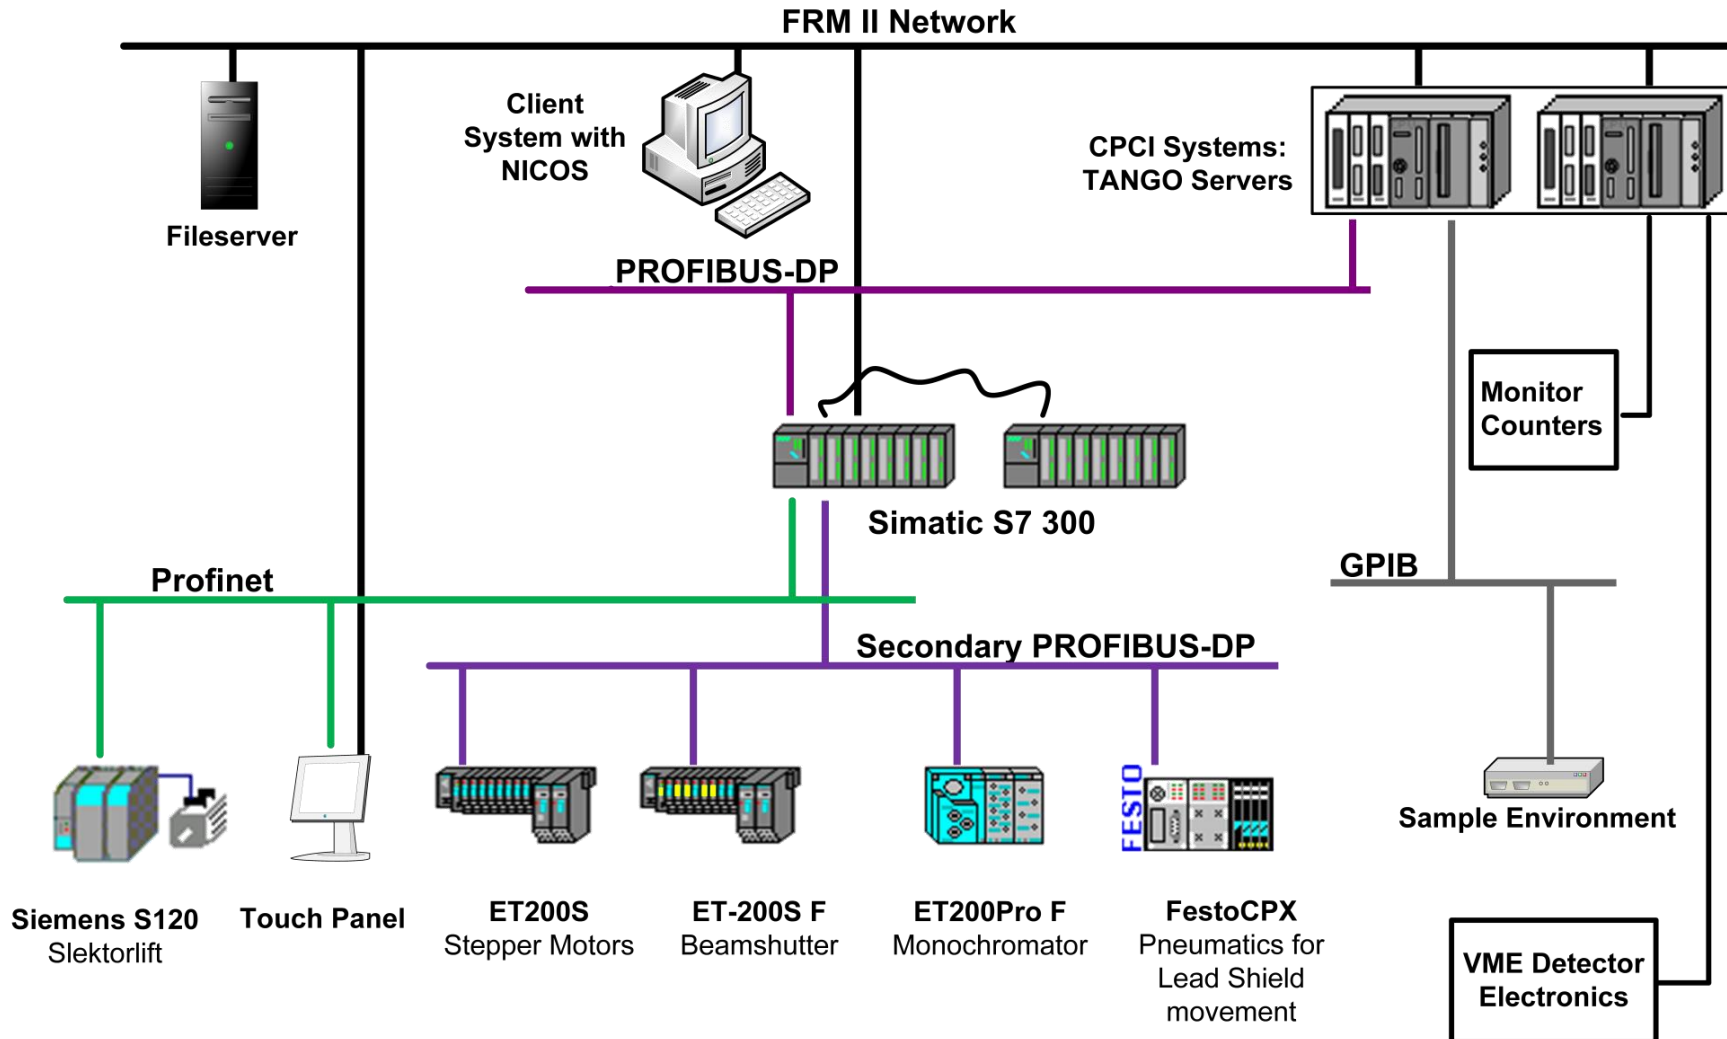 FRM II Network
Client
System with
NICOS
CPCI Systems:
TANGO Servers
Fileserver
PROFIBUS-DP
Monitor
Counters
Simatic S7 300
GPIB
Profinet
Secondary PROFIBUS-DP
FESTO
Sample Environment
Siemens S120
Slektorlift
Touch Panel
ET200S
Stepper Motors
ET-200S F
Beamshutter
ET200Pro F
Monochromator
FestoCPX
Pneumatics for
Lead Shield
movement
VME Detector
Electronics